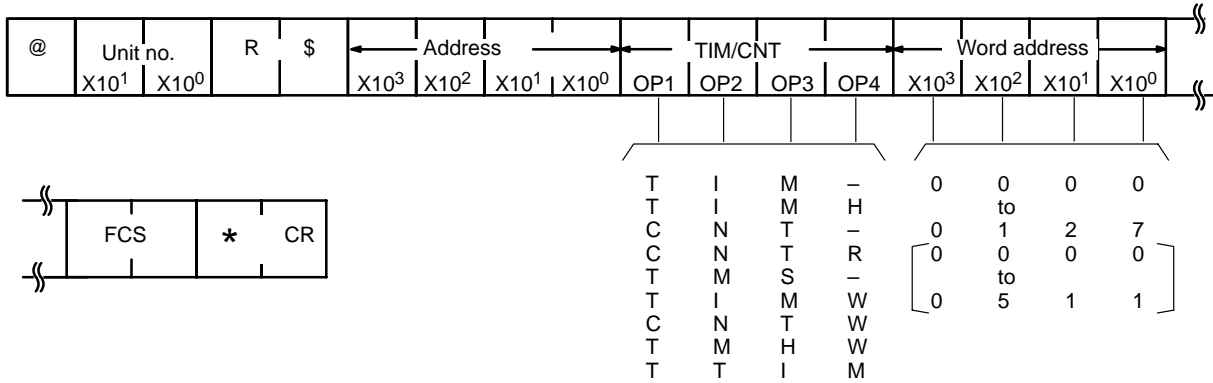 @ Unit no. R $ Address TIM/CNT Word address
X10¹ X10⁰ X10³ X10² X10¹ X10⁰ OP1 OP2 OP3 OP4 X10³ X10² X10¹ X10⁰
T I M – 0 0 0 0
T I M H to
C N T – 0 1 2 7
C N T R 0 0 0 0
T M S – to
T I M W 0 5 1 1
C N T W
T M H W
T T I M
FCS * CR